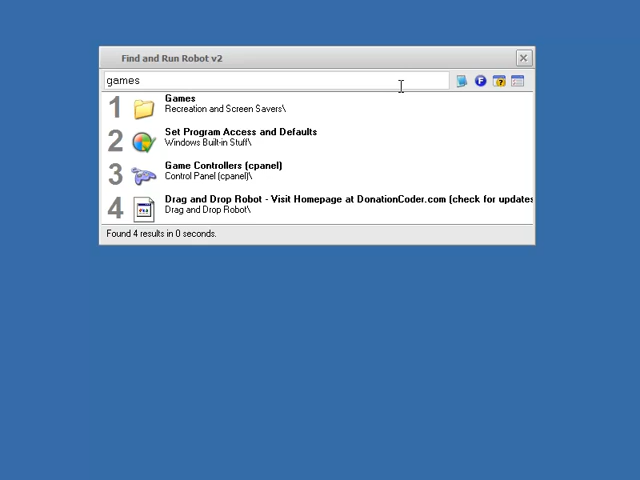 Find and Run Robot v2
games
1 Games
Recreation and Screen Savers\
2 Set Program Access and Defaults
Windows Built-in Stuff\
3 Game Controllers (cpanel)
Control Panel (cpanel)\
4 Drag and Drop Robot - Visit Homepage at DonationCoder.com (check for updates
Drag and Drop Robot\
Found 4 results in 0 seconds.